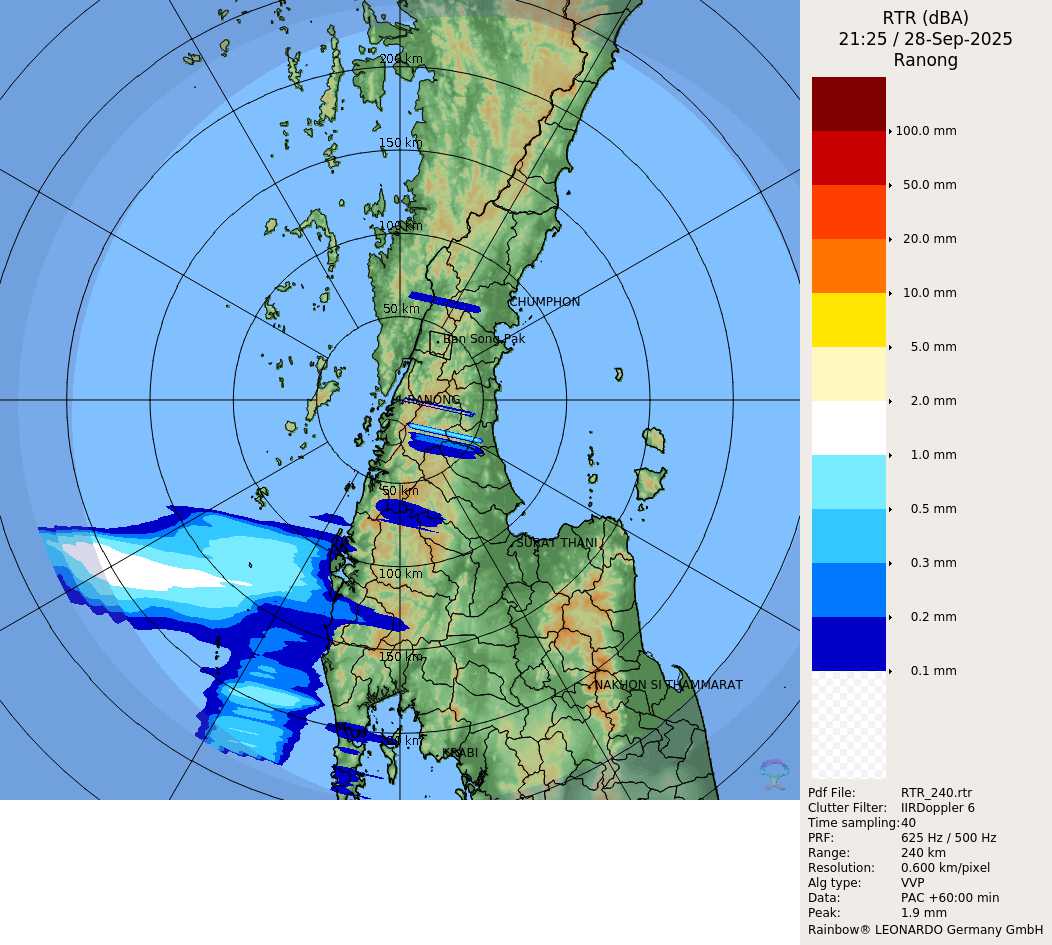 RTR (dBA)
21:25 / 28-Sep-2025
Ranong
200 km
150 km
100 km
50 km
CHUMPHON
Ban Song Pak
RANONG
50 km
SURAT THANI
100 km
150 km
NAKHON SI THAMMARAT
KRABI
100.0 mm
50.0 mm
20.0 mm
10.0 mm
5.0 mm
2.0 mm
1.0 mm
0.5 mm
0.3 mm
0.2 mm
0.1 mm
Pdf File: RTR_240.rtr
Clutter Filter: IIRDoppler 6
Time sampling:40
PRF: 625 Hz / 500 Hz
Range: 240 km
Resolution: 0.600 km/pixel
Alg type: VVP
Data: PAC +60:00 min
Peak: 1.9 mm
Rainbow® LEONARDO Germany GmbH